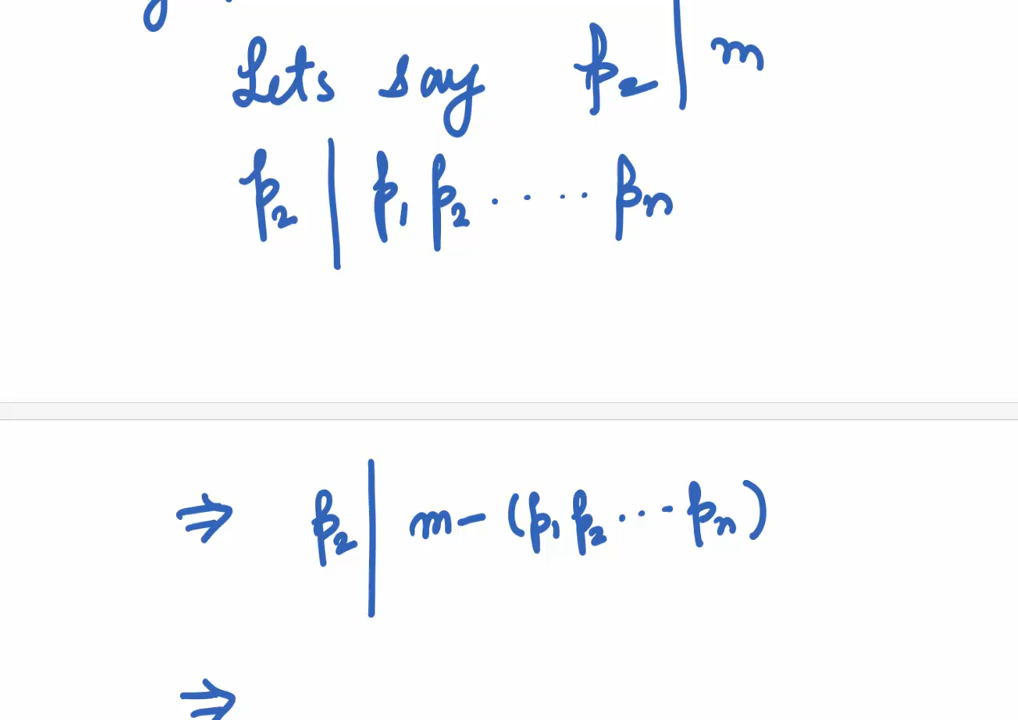 Lets say p₂ | m
p₂ | p₁ p₂ . . . . . pₙ
⇒ p₂ | m - (p₁ p₂ . . . pₙ)
⇒